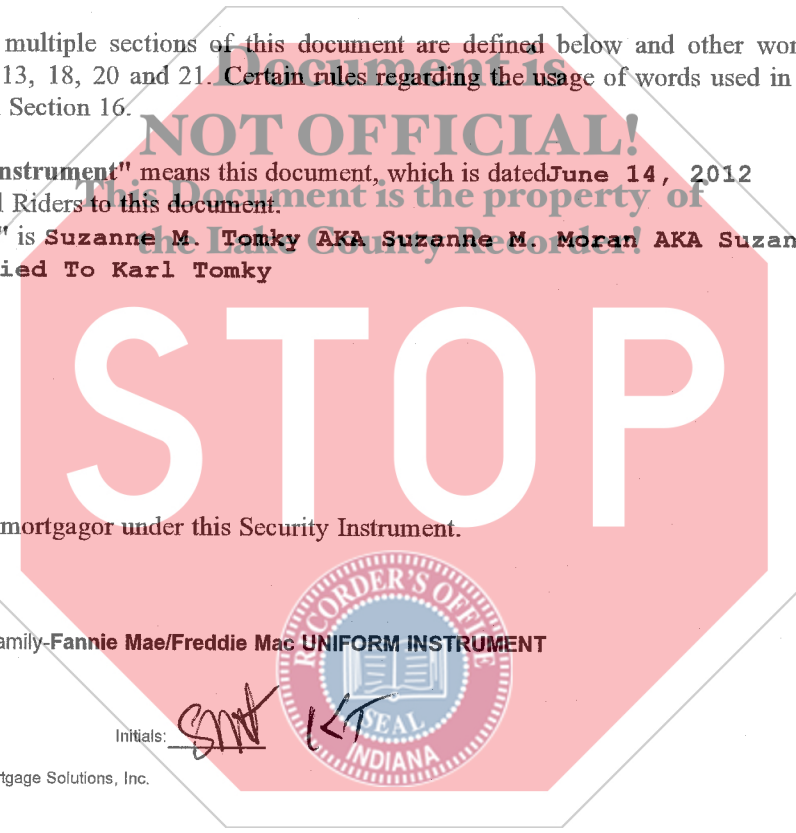 multiple sections of this document are defined below and other wor
13, 18, 20 and 21. Certain rules regarding the usage of words used in
Section 16.
Document is
NOT OFFICIAL!
This Document is the property of
the Lake County Recorder!
nstrument" means this document, which is datedJune 14, 2012
Riders to this document.
" is Suzanne M. Tomky AKA Suzanne M. Moran AKA Suzan
ied To Karl Tomky
STOP
mortgagor under this Security Instrument.
amily-Fannie Mae/Freddie Mac UNIFORM INSTRUMENT
RECORDER'S OFFICE
SEAL
INDIANA
Initials: SMT KT
tgage Solutions, Inc.